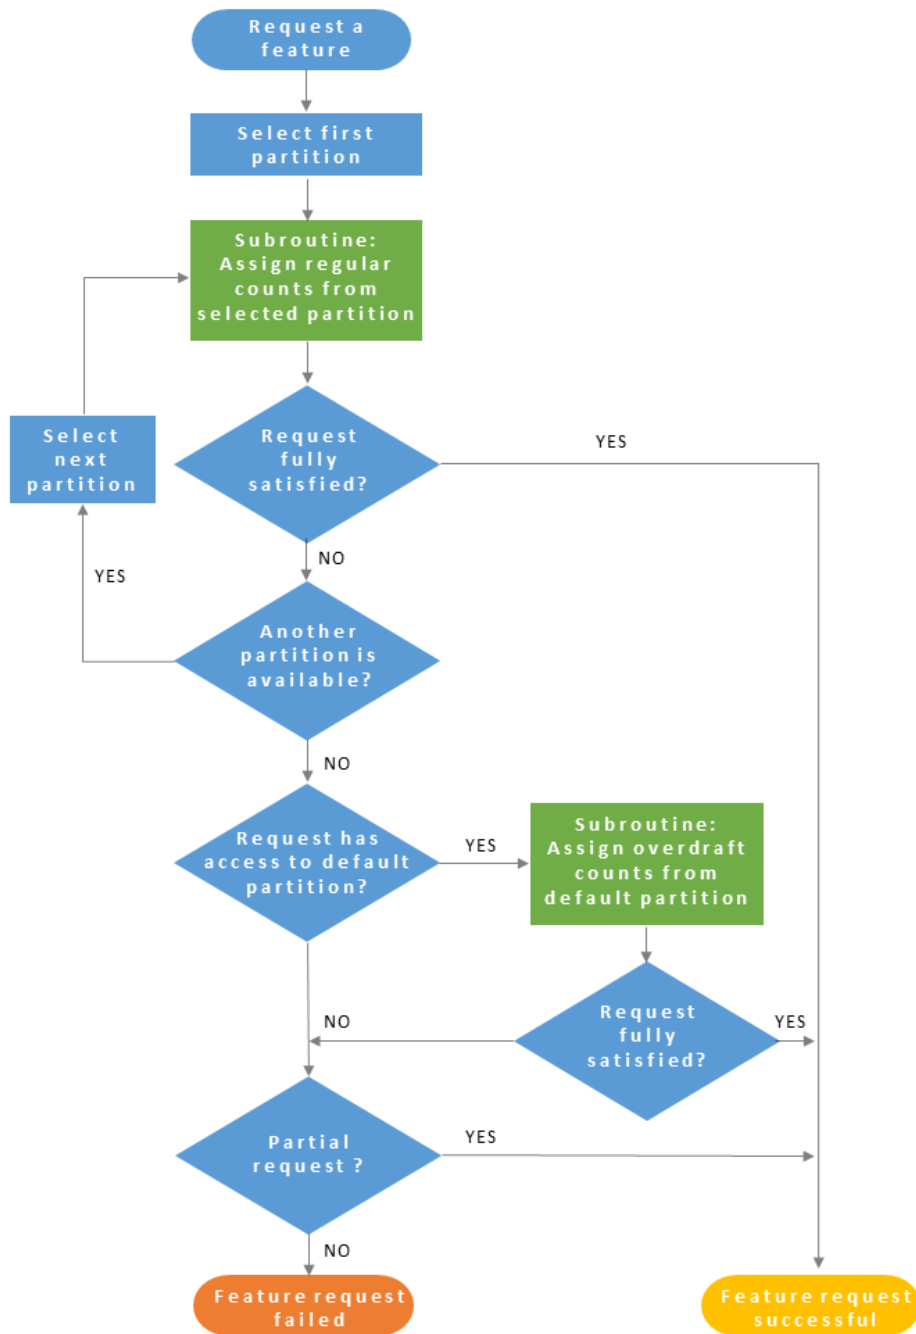 Request a
feature
Select first
partition
Subroutine:
Assign regular
counts from
selected partition
Select
next
partition
Request
fully
satisfied?
YES
NO
YES
Another
partition is
available?
NO
Request has
access to default
partition?
YES
Subroutine:
Assign overdraft
counts from
default partition
NO
Request
fully
satisfied?
YES
Partial
request ?
YES
NO
Feature request
failed
Feature request
successful